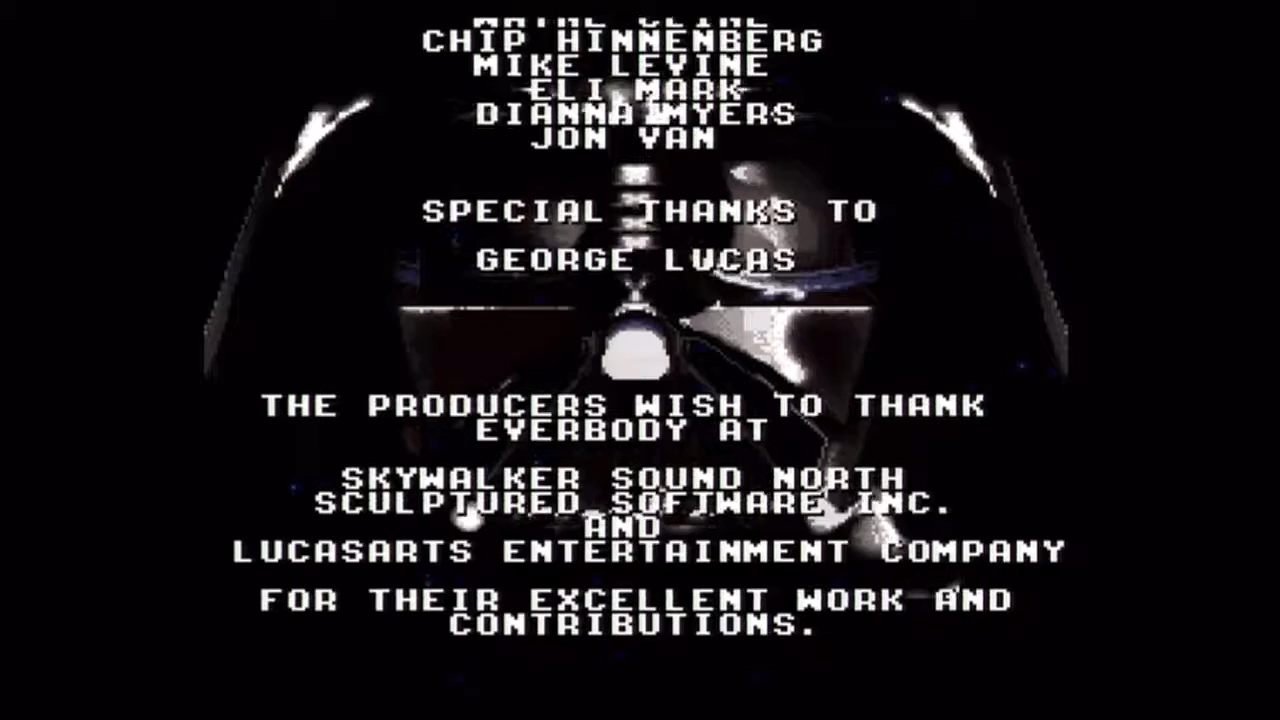 CHIP HINNENBERG
MIKE LEVINE
ELI MARK
DIANNA MYERS
JON VAN
SPECIAL THANKS TO
GEORGE LUCAS
THE PRODUCERS WISH TO THANK
EVERBODY AT
SKYWALKER SOUND NORTH
SCULPTURED SOFTWARE INC.
AND
LUCASARTS ENTERTAINMENT COMPANY
FOR THEIR EXCELLENT WORK AND
CONTRIBUTIONS.